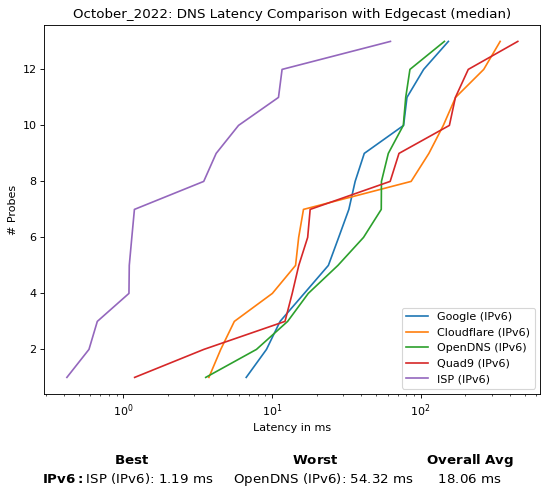 October_2022: DNS Latency Comparison with Edgecast (median)
12
10
8
6
4
2
# Probes
10⁰
10¹
10²
Latency in ms
Google (IPv6)
Cloudflare (IPv6)
OpenDNS (IPv6)
Quad9 (IPv6)
ISP (IPv6)
Best Worst Overall Avg
IPv6: ISP (IPv6): 1.19 ms OpenDNS (IPv6): 54.32 ms 18.06 ms